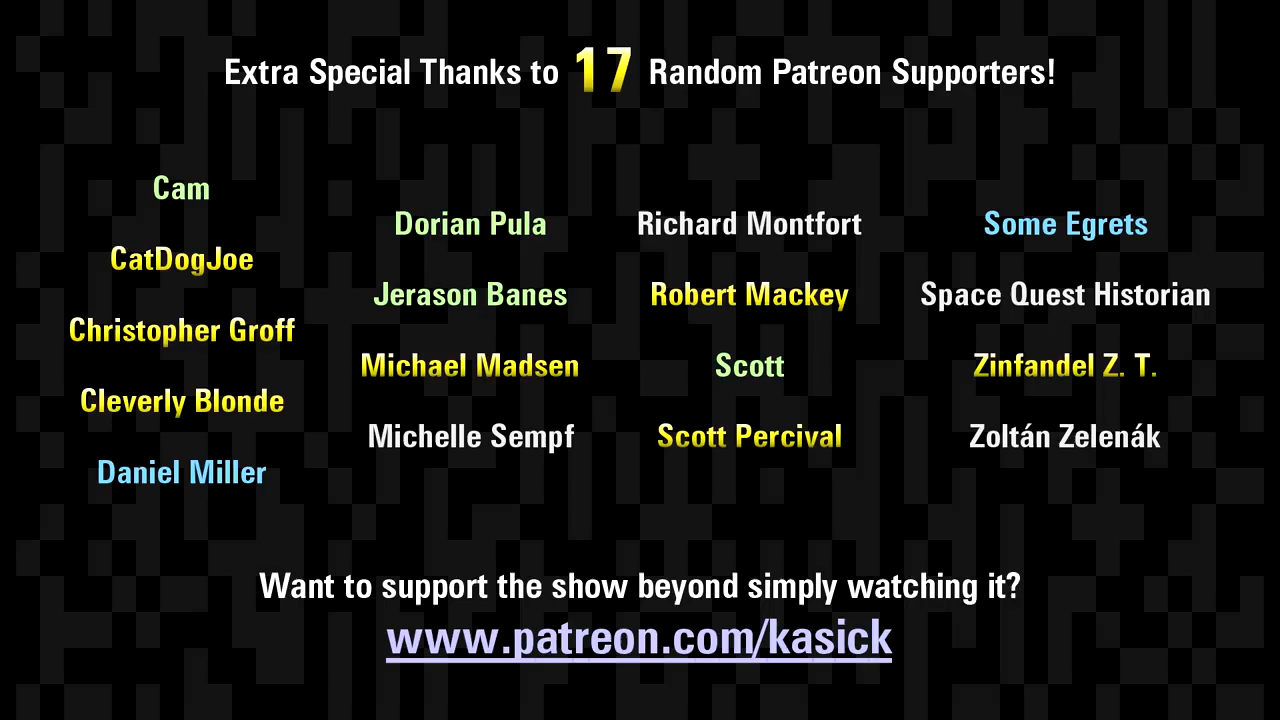 Extra Special Thanks to 17 Random Patreon Supporters!
Cam
CatDogJoe
Christopher Groff
Cleverly Blonde
Daniel Miller
Dorian Pula
Jerason Banes
Michael Madsen
Michelle Sempf
Richard Montfort
Robert Mackey
Scott
Scott Percival
Some Egrets
Space Quest Historian
Zinfandel Z. T.
Zoltán Zelenák
Want to support the show beyond simply watching it?
www.patreon.com/kasick